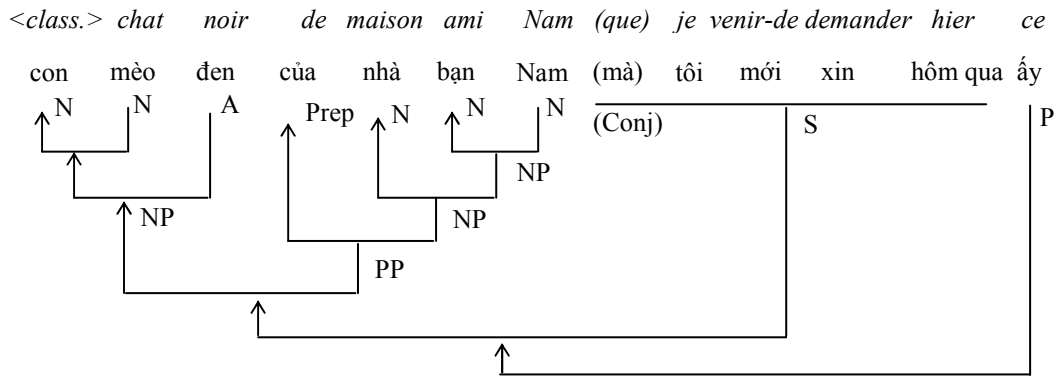 <class.> chat noir de maison ami Nam (que) je venir-de demander hier ce
con mèo đen của nhà bạn Nam (mà) tôi mới xin hôm qua ấy
N N A Prep N N N (Conj) S P
NP
NP NP
PP